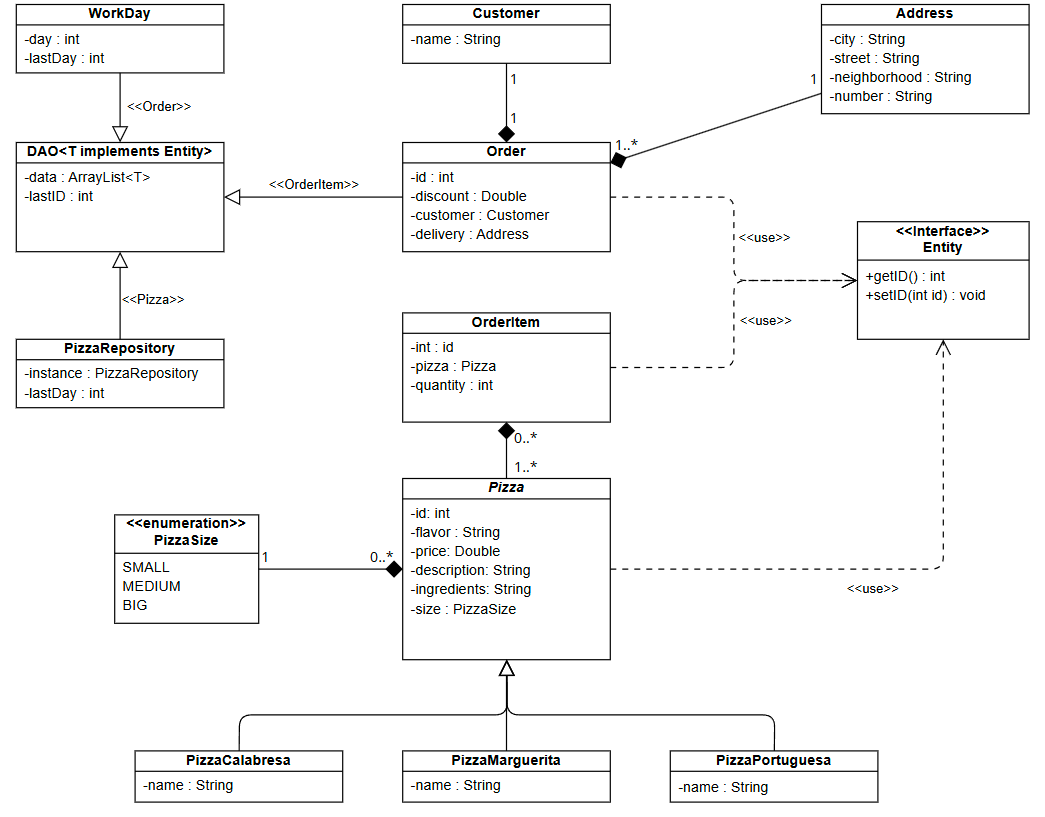 WorkDay
-day : int
-lastDay : int
Customer
-name : String
Address
-city : String
-street : String
-neighborhood : String
-number : String
<<Order>>
1
1
1
1..*
DAO<T implements Entity>
-data : ArrayList<T>
-lastID : int
<<OrderItem>>
Order
-id : int
-discount : Double
-customer : Customer
-delivery : Address
<<use>>
<<Interface>>
Entity
+getID() : int
+setID(int id) : void
<<Pizza>>
<<use>>
PizzaRepository
-instance : PizzaRepository
-lastDay : int
OrderItem
-int : id
-pizza : Pizza
-quantity : int
0..*
1..*
<<enumeration>>
PizzaSize
SMALL
MEDIUM
BIG
1
0..*
Pizza
-id: int
-flavor : String
-price: Double
-description: String
-ingredients: String
-size : PizzaSize
<<use>>
PizzaCalabresa
-name : String
PizzaMarguerita
-name : String
PizzaPortuguesa
-name : String